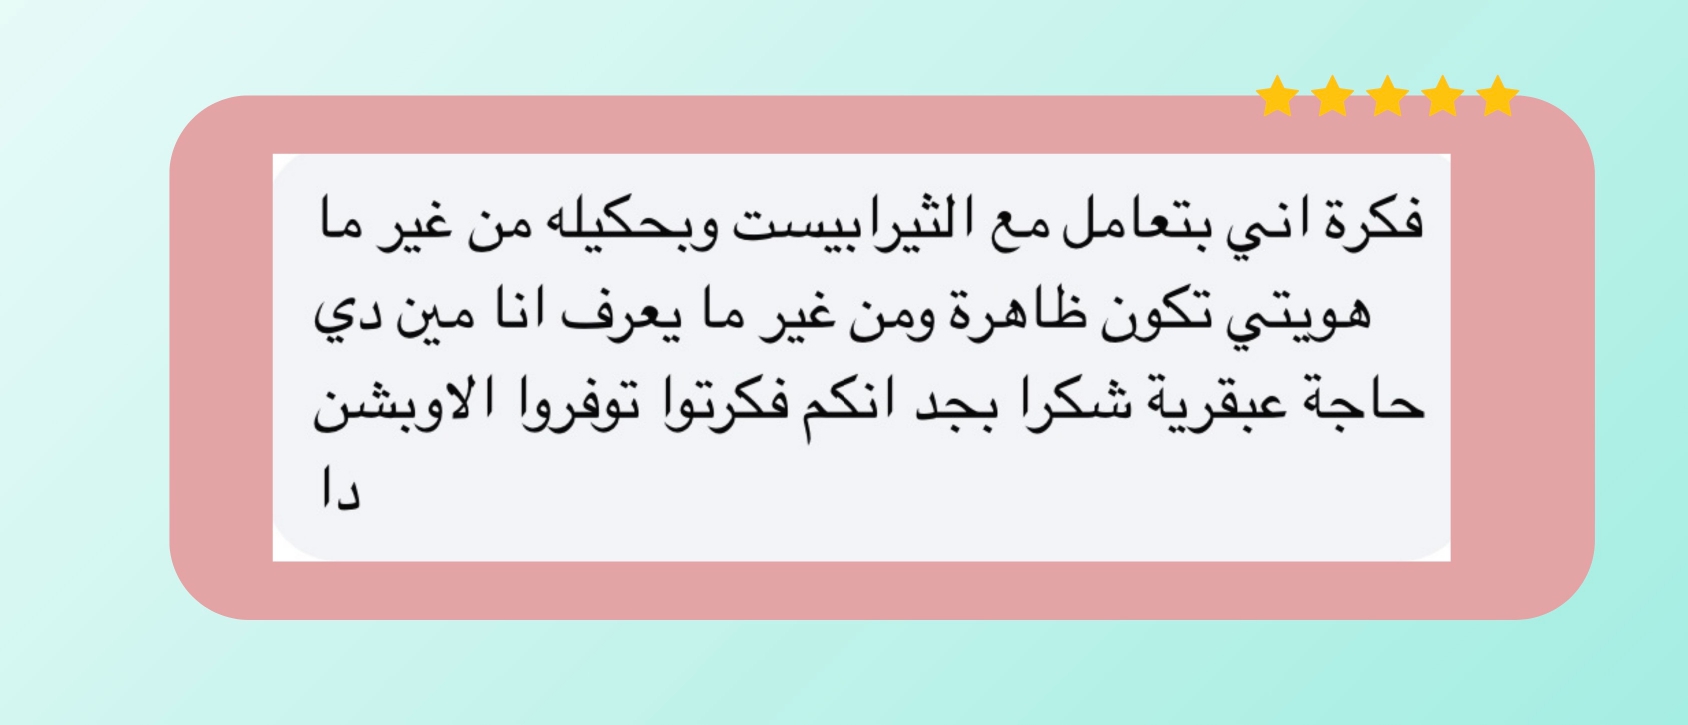 فكرة اني بتعامل مع الثيرابيست وبحكيله من غير ما
هويتي تكون ظاهرة ومن غير ما يعرف انا مين دي
حاجة عبقرية شكرا بجد انكم فكرتوا توفروا الاوبشن
دا